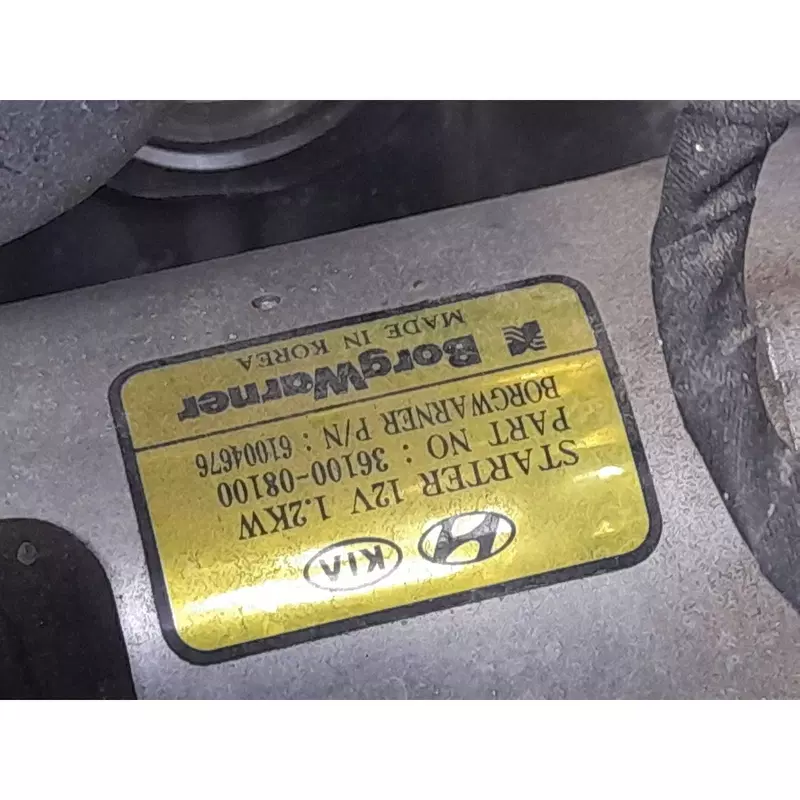 KIA
STARTER 12V 1.2KW
PART NO : 36100-08100
BORGWARNER P/N : 61004676
BorgWarner
MADE IN KOREA